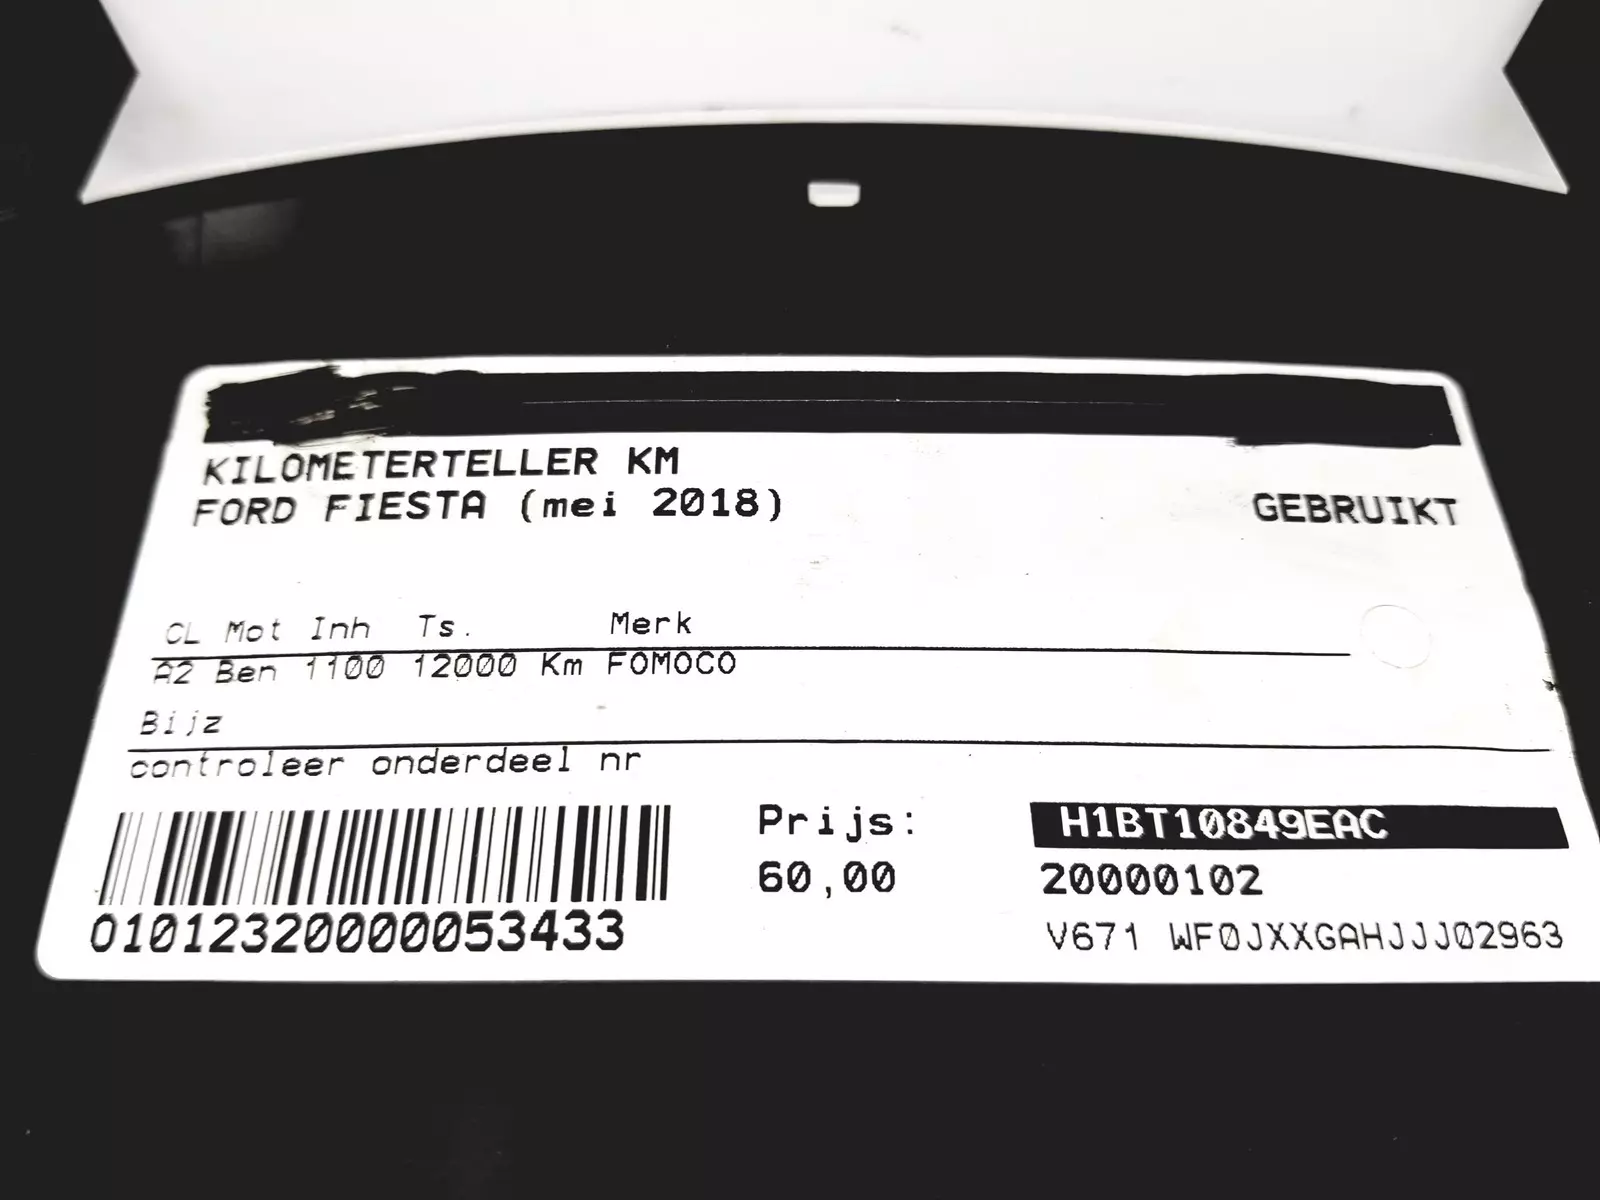 KILOMETERTELLER KM
FORD FIESTA (mei 2018) GEBRUIKT
CL Mot Inh Ts. Merk
A2 Ben 1100 12000 Km FOMOCO
Bijz
controleer onderdeel nr
Prijs: H1BT10849EAC
60,00 20000102
0101232000053433 V671 WF0JXXGAHJJJ02963